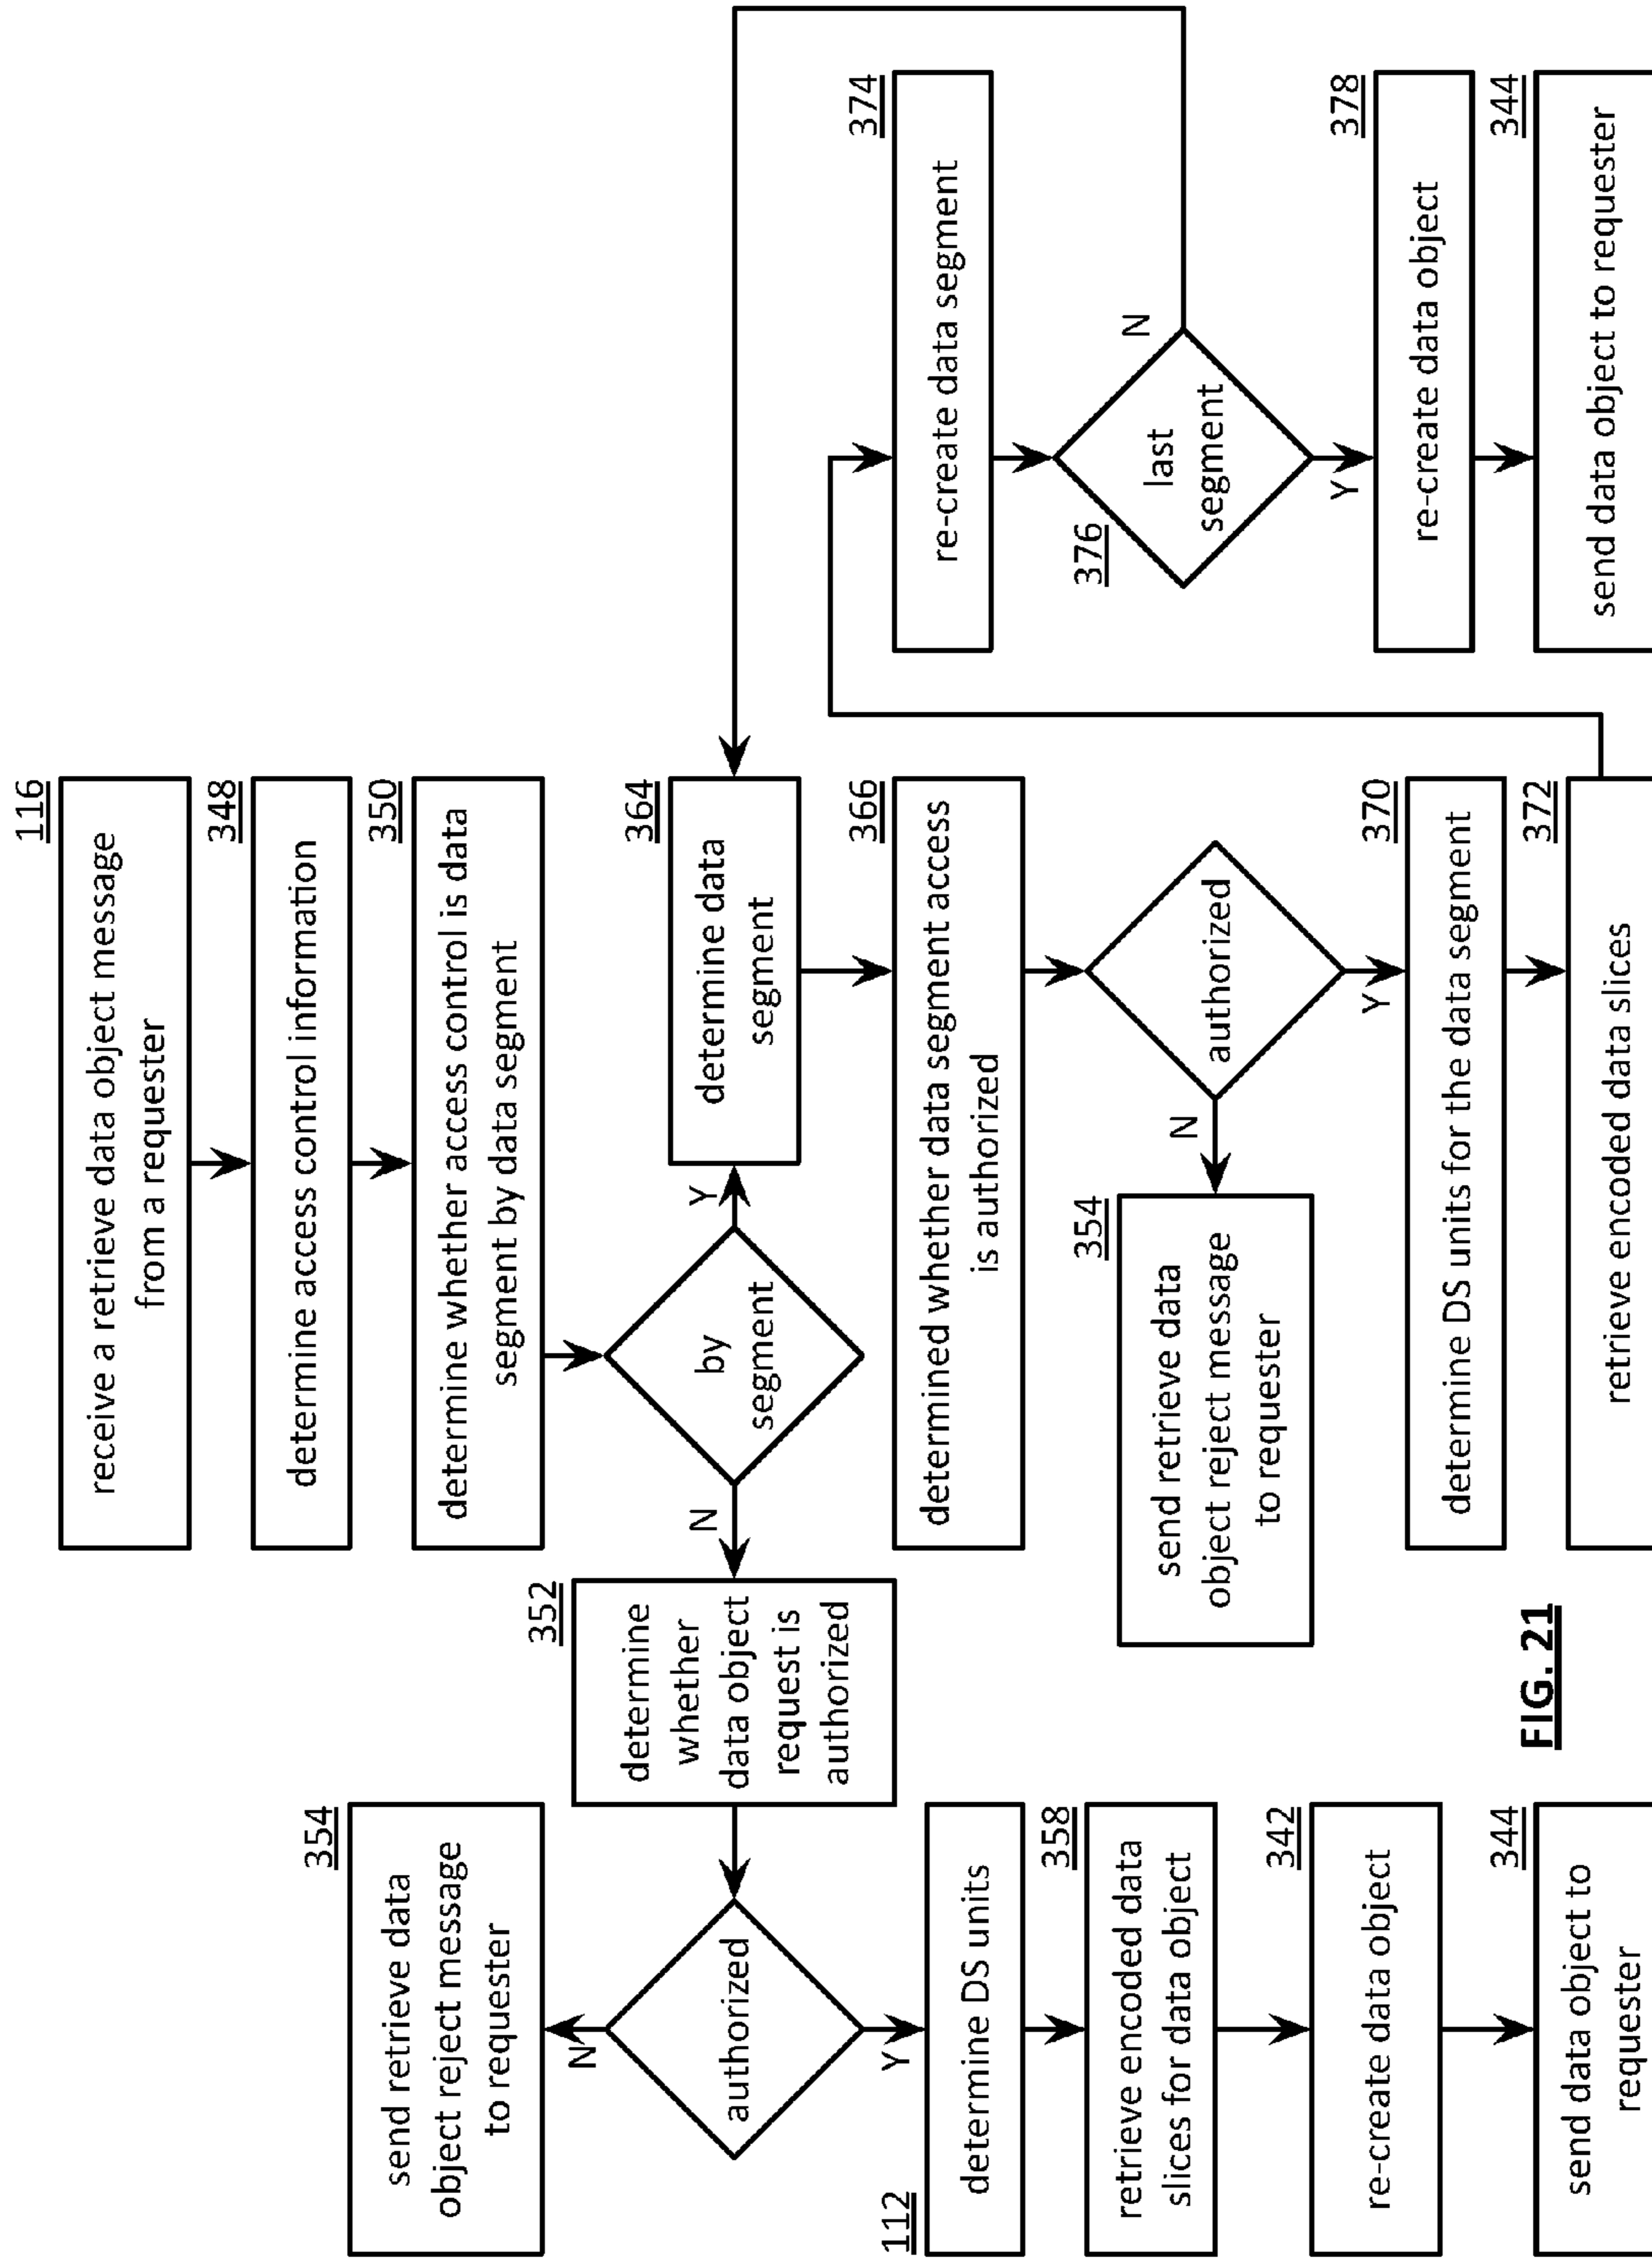 116
receive a retrieve data object message
from a requester
348
determine access control information
350
determine whether access control is data
segment by data segment
by
segment
N
Y
352
determine
whether
data object
request is
authorized
authorized
N
354
send retrieve data
object reject message
to requester
Y
112
determine DS units
358
retrieve encoded data
slices for data object
342
re-create data object
344
send data object to
requester
364
determine data
segment
366
determined whether data segment access
is authorized
authorized
N
354
send retrieve data
object reject message
to requester
Y
370
determine DS units for the data segment
372
retrieve encoded data slices
374
re-create data segment
376
last
segment
N
Y
378
re-create data object
344
send data object to requester
FIG. 21